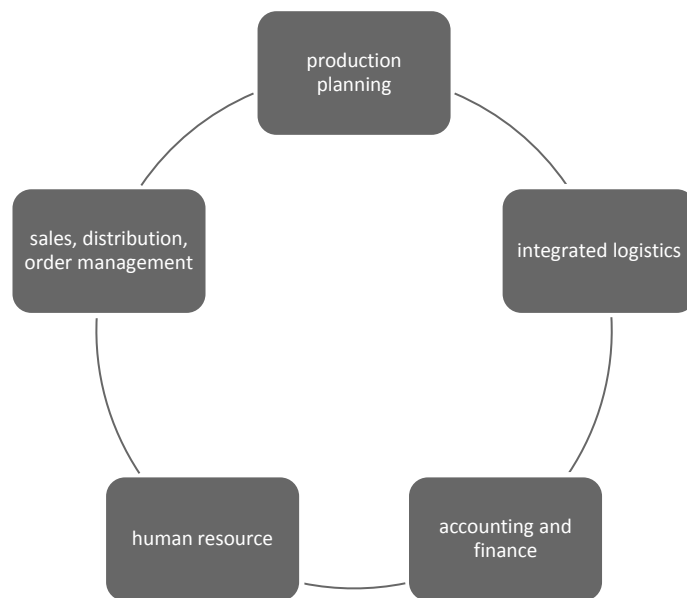 production
planning
sales, distribution,
order management
integrated logistics
human resource
accounting and
finance